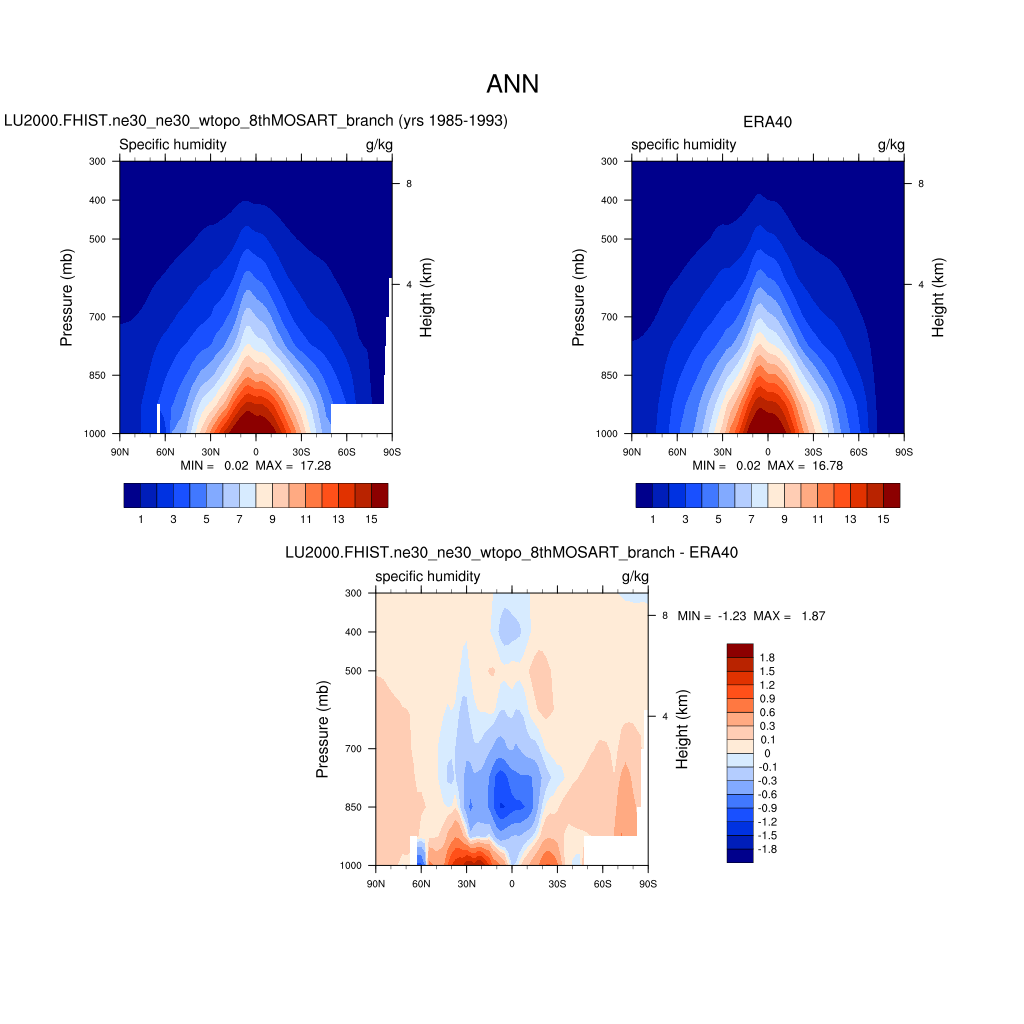 ANN
LU2000.FHIST.ne30_ne30_wtopo_8thMOSART_branch (yrs 1985-1993)
Specific humidity g/kg
300
400
500
700
850
1000
Pressure (mb)
8
4
Height (km)
90N 60N 30N 0 30S 60S 90S
MIN = 0.02 MAX = 17.28
1 3 5 7 9 11 13 15
ERA40
specific humidity g/kg
300
400
500
700
850
1000
Pressure (mb)
8
4
Height (km)
90N 60N 30N 0 30S 60S 90S
MIN = 0.02 MAX = 16.78
1 3 5 7 9 11 13 15
LU2000.FHIST.ne30_ne30_wtopo_8thMOSART_branch - ERA40
specific humidity g/kg
300
400
500
700
850
1000
Pressure (mb)
8
4
Height (km)
90N 60N 30N 0 30S 60S 90S
MIN = -1.23 MAX = 1.87
1.8
1.5
1.2
0.9
0.6
0.3
0.1
0
-0.1
-0.3
-0.6
-0.9
-1.2
-1.5
-1.8